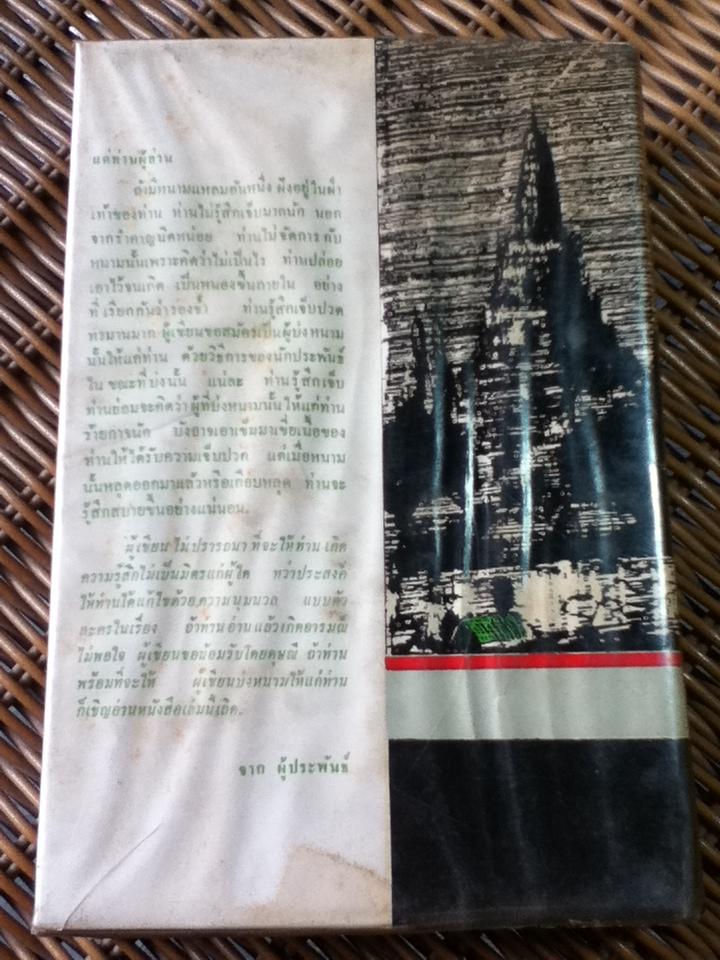 แด่ท่านผู้อ่าน
ถ้ามีหนามแหลมอันหนึ่ง ฝังอยู่ในฝ่า
เท้าของท่าน ท่านไม่รู้สึกเจ็บมากนัก นอก
จากรำคาญนิดหน่อย ท่านไม่จัดการ กับ
หนามนั้นเพราะคิดว่าไม่เป็นไร ท่านปล่อย
เอาไว้จนเกิด เป็นหนองขึ้นภายใน อย่าง
ที่เรียกกันว่ารองช้ำ ท่านรู้สึกเจ็บปวด
ทรมานมาก ผู้เขียนขอสมัครเป็นผู้บ่งหนาม
นั้นให้แก่ท่าน ด้วยวิธีการของนักประพันธ์
ใน ขณะที่บ่งนั้น แน่ละ ท่านรู้สึกเจ็บ
ท่านย่อมจะคิดว่า ผู้ที่บ่งหนามนั้นให้แก่ท่าน
ร้ายกาจนัก บังอาจเอาเข็มมาเขี่ยเนื้อของ
ท่านให้ได้รับความเจ็บปวด แต่เมื่อหนาม
นั้นหลุดออกมาแล้วหรือเกือบหลุด ท่านจะ
รู้สึกสบายขึ้นอย่างแน่นอน.
ผู้เขียน ไม่ปรารถนา ที่จะให้ท่าน เกิด
ความรู้สึกไม่เป็นมิตรแก่ผู้ใด ทว่าประสงค์
ให้ท่านได้แก้ไขด้วยความนุ่มนวล แบบตัว
ละครในเรื่อง ถ้าท่านอ่านแล้วเกิดอารมณ์
ไม่พอใจ ผู้เขียนขอน้อมรับโดยดุษณี ถ้าท่าน
พร้อมที่จะให้ ผู้เขียนบ่งหนามให้แก่ท่าน
ก็เชิญอ่านหนังสือเล่มนี้เถิด.
จาก ผู้ประพันธ์